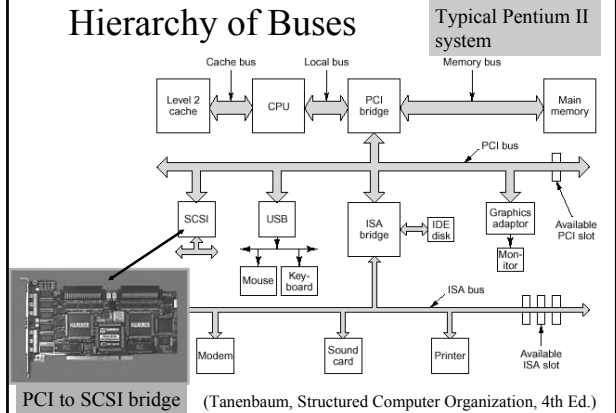 Hierarchy of Buses
Typical Pentium II
system
Cache bus
Local bus
Memory bus
Level 2
cache
CPU
PCI
bridge
Main
memory
PCI bus
SCSI
USB
ISA
bridge
IDE
disk
Graphics
adaptor
Available
PCI slot
Mouse
Key-
board
Mon-
itor
ISA bus
Modem
Sound
card
Printer
Available
ISA slot
HAMMER
HAMMER
PCI to SCSI bridge
(Tanenbaum, Structured Computer Organization, 4th Ed.)